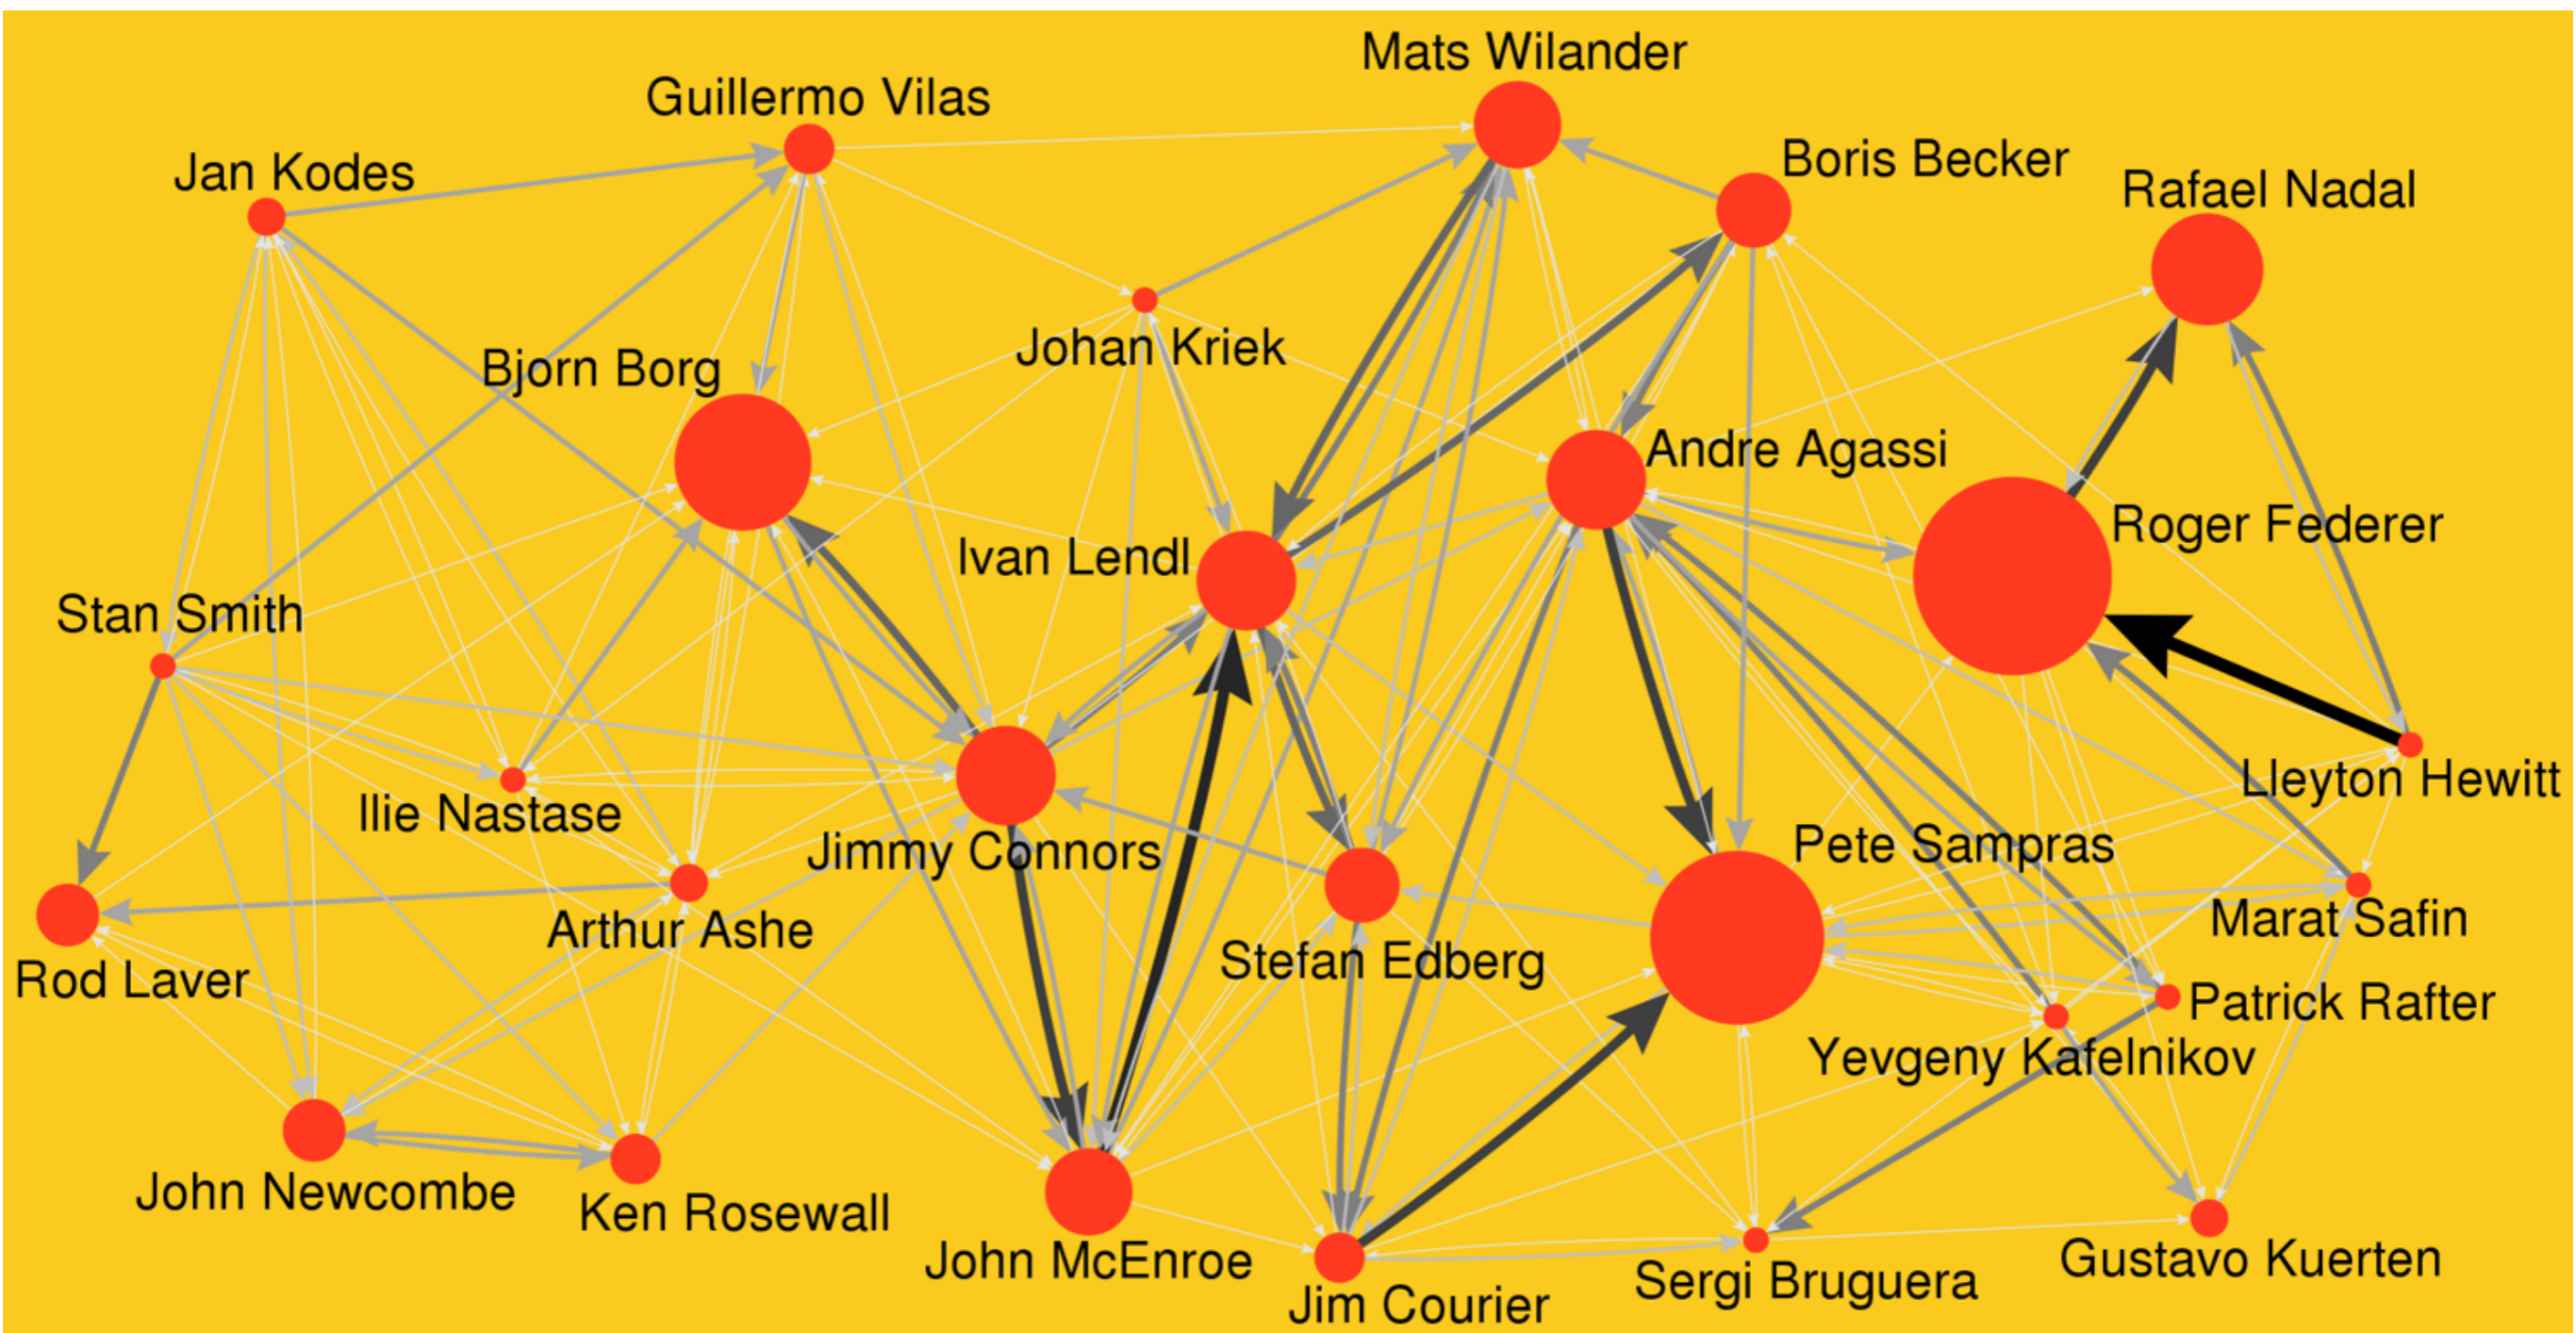 Mats Wilander
Guillermo Vilas
Boris Becker
Jan Kodes
Rafael Nadal
Johan Kriek
Bjorn Borg
Andre Agassi
Roger Federer
Ivan Lendl
Stan Smith
Lleyton Hewitt
Ilie Nastase
Jimmy Connors
Pete Sampras
Arthur Ashe
Marat Safin
Stefan Edberg
Rod Laver
Patrick Rafter
Yevgeny Kafelnikov
John Newcombe
Ken Rosewall
John McEnroe
Gustavo Kuerten
Sergi Bruguera
Jim Courier